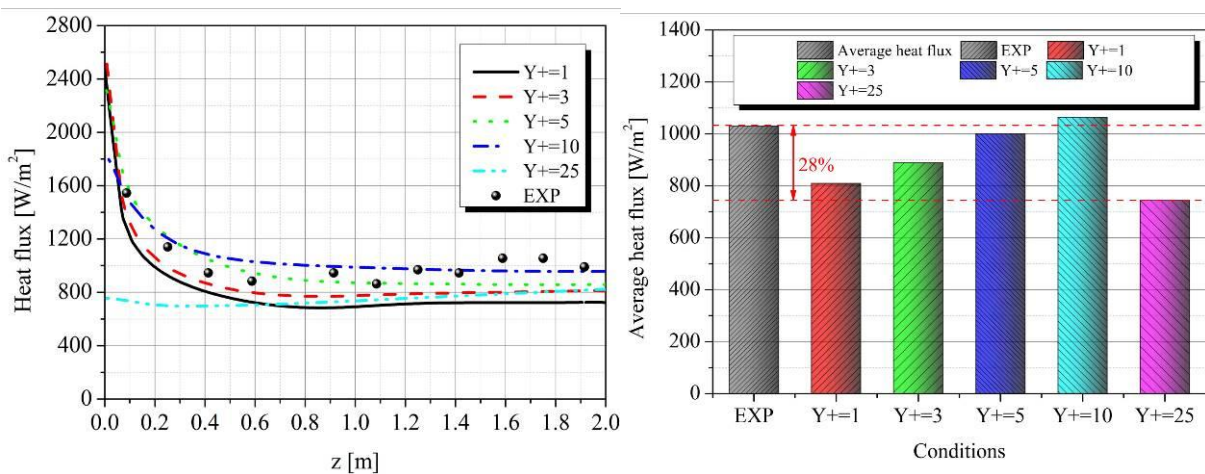 2800
2400
2000
1600
1200
800
400
0
Heat flux [W/m²]
Y+=1
Y+=3
Y+=5
Y+=10
Y+=25
EXP
0.0 0.2 0.4 0.6 0.8 1.0 1.2 1.4 1.6 1.8 2.0
z [m]
1400
1200
1000
800
600
400
200
0
Average heat flux [W/m²]
Average heat flux EXP Y+=1
Y+=3 Y+=5 Y+=10
Y+=25
28%
EXP Y+=1 Y+=3 Y+=5 Y+=10 Y+=25
Conditions